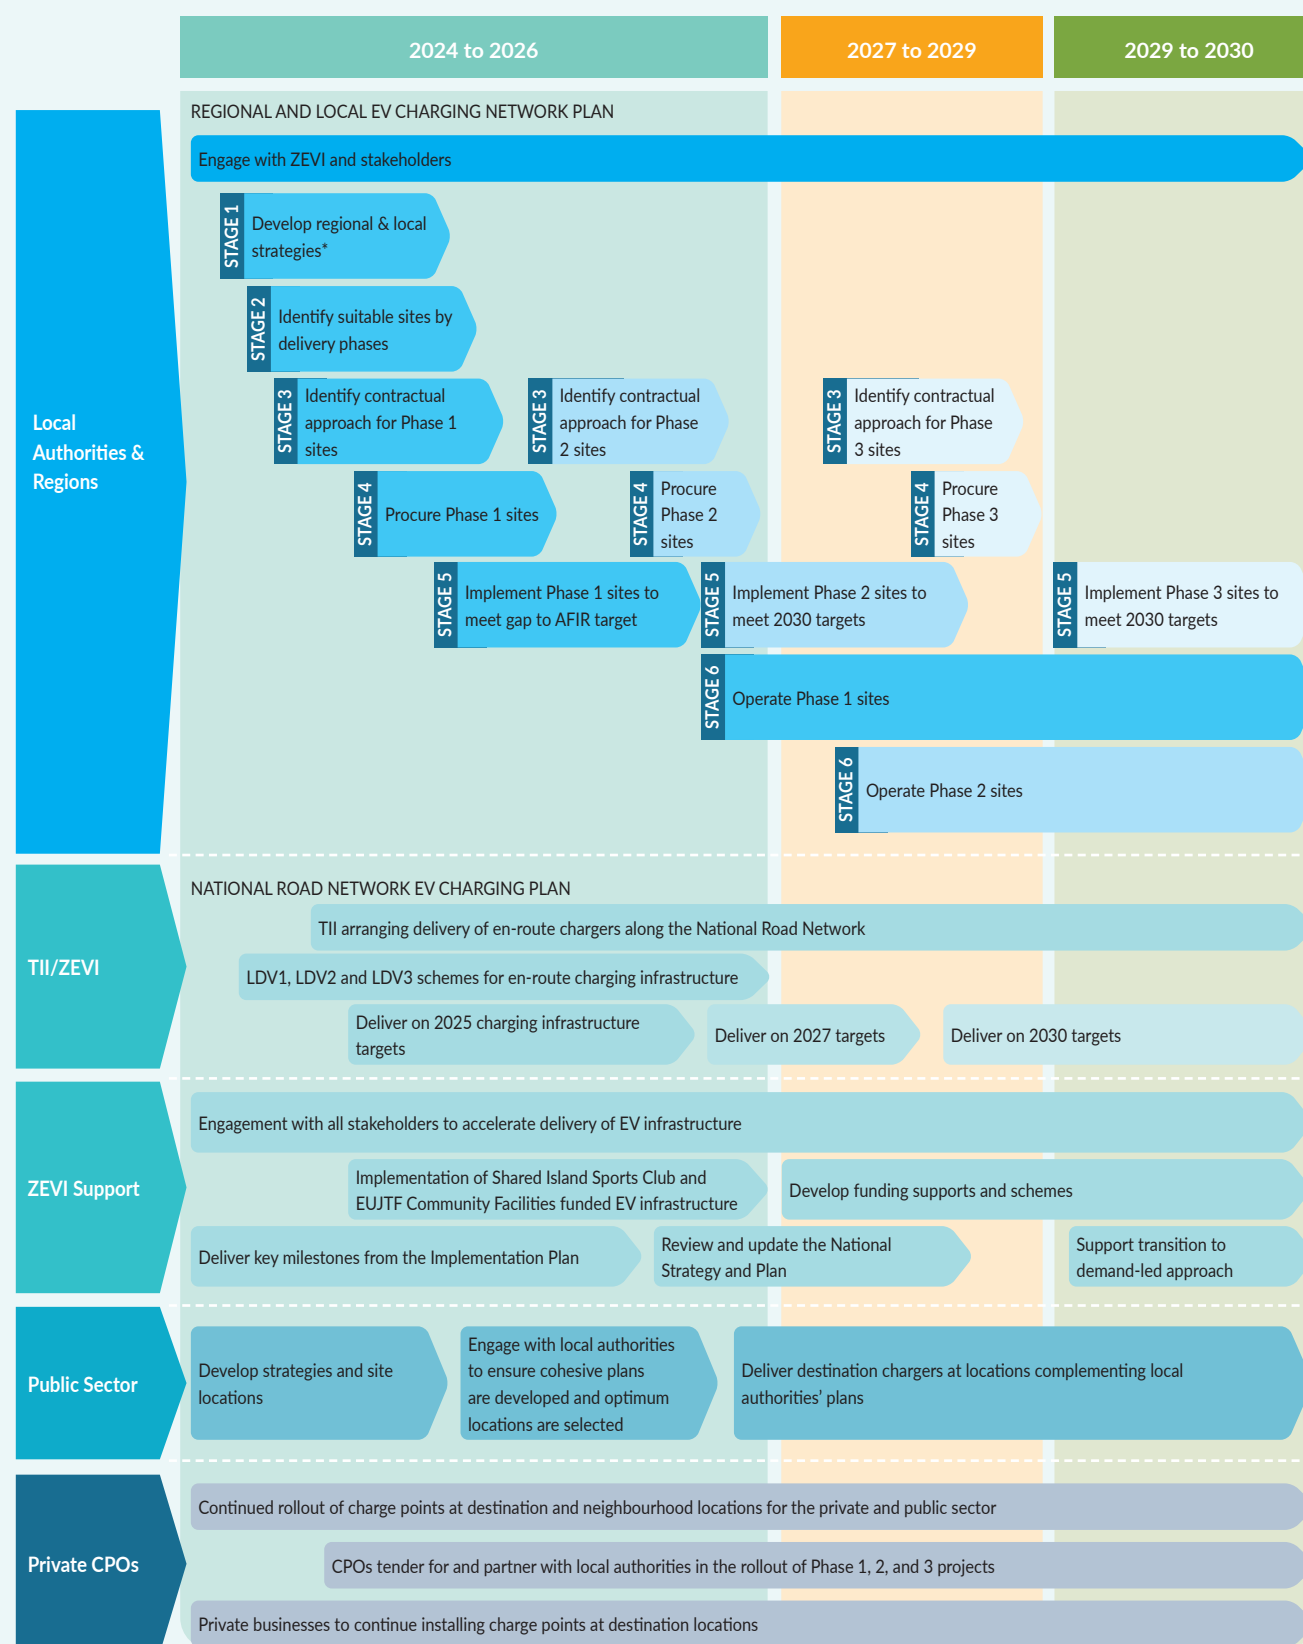 2024 to 2026
2027 to 2029
2029 to 2030
Local
Authorities &
Regions
REGIONAL AND LOCAL EV CHARGING NETWORK PLAN
Engage with ZEVI and stakeholders
STAGE 1
Develop regional & local
strategies*
STAGE 2
Identify suitable sites by
delivery phases
STAGE 3
Identify contractual
approach for Phase 1
sites
STAGE 3
Identify contractual
approach for Phase
2 sites
STAGE 3
Identify contractual
approach for Phase
3 sites
STAGE 4
Procure Phase 1 sites
STAGE 4
Procure
Phase 2
sites
STAGE 4
Procure
Phase 3
sites
STAGE 5
Implement Phase 1 sites to
meet gap to AFIR target
STAGE 5
Implement Phase 2 sites to
meet 2030 targets
STAGE 5
Implement Phase 3 sites to
meet 2030 targets
STAGE 6
Operate Phase 1 sites
STAGE 6
Operate Phase 2 sites
TII/ZEVI
NATIONAL ROAD NETWORK EV CHARGING PLAN
TII arranging delivery of en-route chargers along the National Road Network
LDV1, LDV2 and LDV3 schemes for en-route charging infrastructure
Deliver on 2025 charging infrastructure
targets
Deliver on 2027 targets
Deliver on 2030 targets
ZEVI Support
Engagement with all stakeholders to accelerate delivery of EV infrastructure
Implementation of Shared Island Sports Club and
EUJTF Community Facilities funded EV infrastructure
Develop funding supports and schemes
Deliver key milestones from the Implementation Plan
Review and update the National
Strategy and Plan
Support transition to
demand-led approach
Public Sector
Develop strategies and site
locations
Engage with local authorities
to ensure cohesive plans
are developed and optimum
locations are selected
Deliver destination chargers at locations complementing local
authorities’ plans
Private CPOs
Continued rollout of charge points at destination and neighbourhood locations for the private and public sector
CPOs tender for and partner with local authorities in the rollout of Phase 1, 2, and 3 projects
Private businesses to continue installing charge points at destination locations